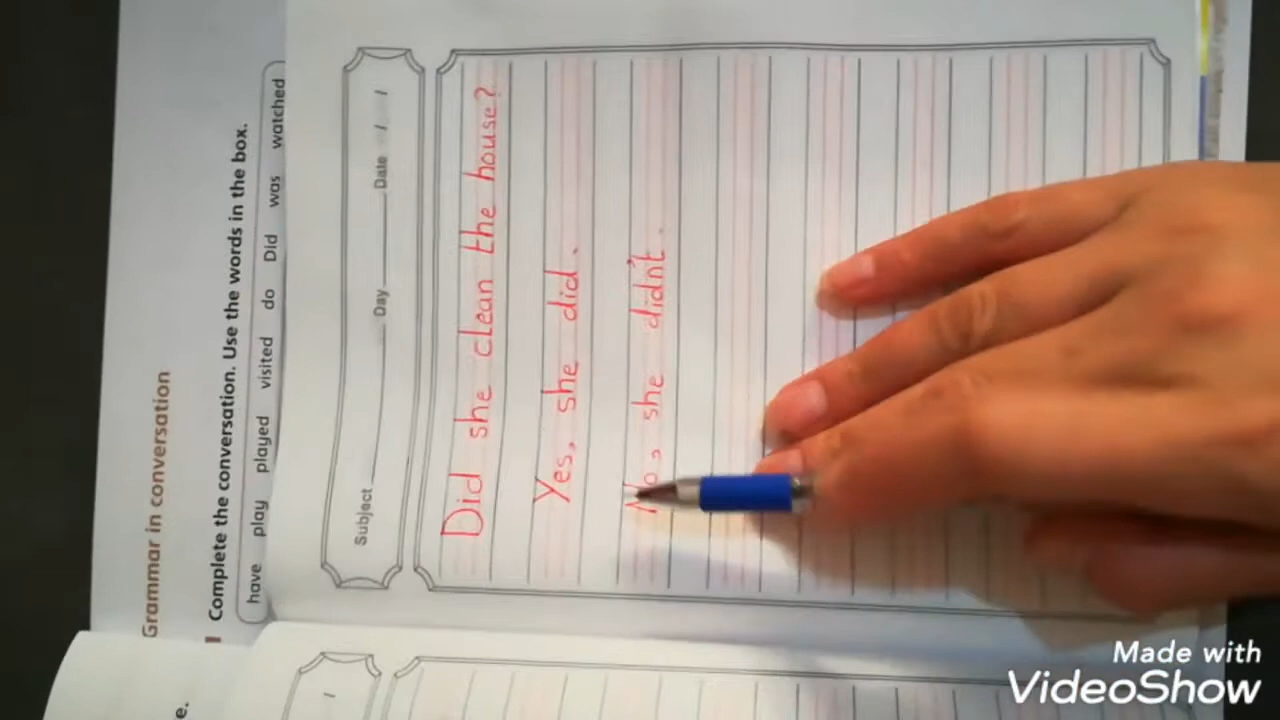 Grammar in conversation
1 Complete the conversation. Use the words in the box.
have play played visited do Did was watched
Subject Day Date / /
Did she clean the house?
Yes, she did.
No, she didn't.
e.
/
Made with
VideoShow